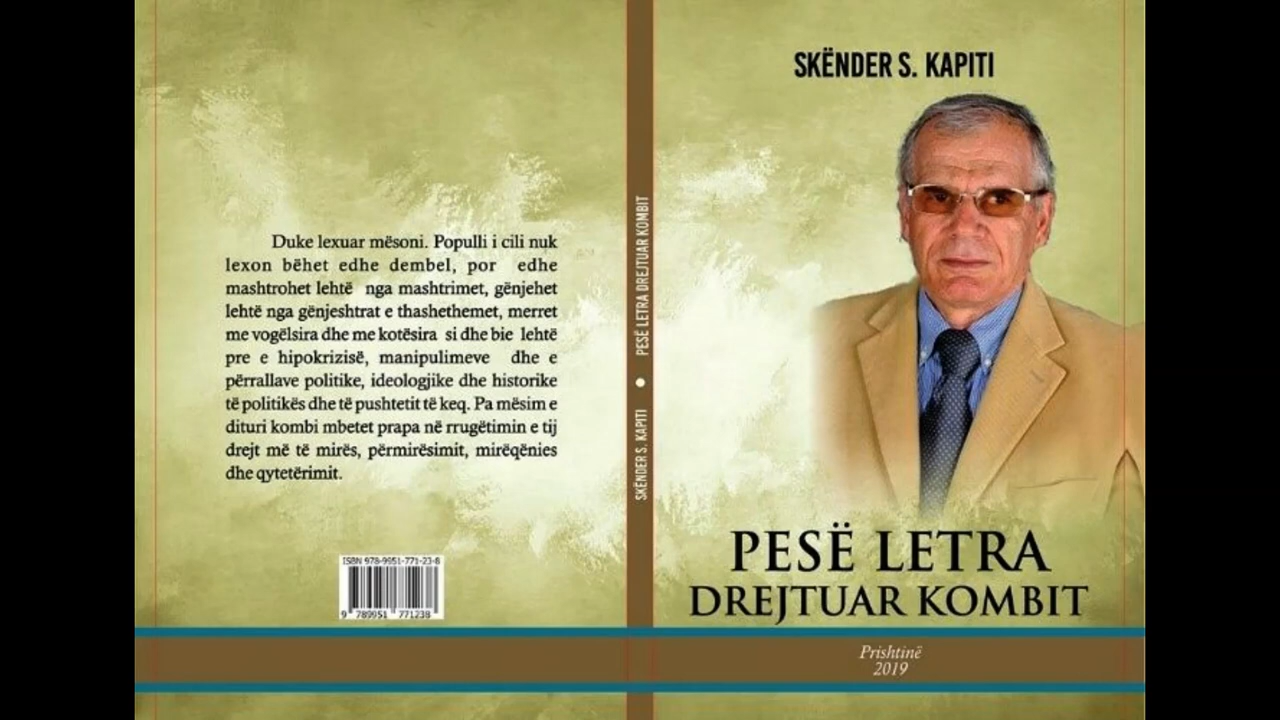 Duke lexuar mësoni. Populli i cili nuk
lexon bëhet edhe dembel, por edhe
mashtrohet lehtë nga mashtrimet, gënjehet
lehtë nga gënjeshtrat e thashethemet, merret
me vogëlsira dhe me kotësira si dhe bie lehtë
pre e hipokrizisë, manipulimeve dhe e
përrallave politike, ideologjike dhe historike
të politikës dhe të pushtetit të keq. Pa mësim e
dituri kombi mbetet prapa në rrugëtimin e tij
drejt më të mirës, përmirësimit, mirëqënies
dhe qytetërimit.
ISBN 978-9951-771-23-8
9 789951 771238
SKËNDER S. KAPITI • PESË LETRA DREJTUAR KOMBIT
SKËNDER S. KAPITI
PESË LETRA
DREJTUAR KOMBIT
Prishtinë
2019